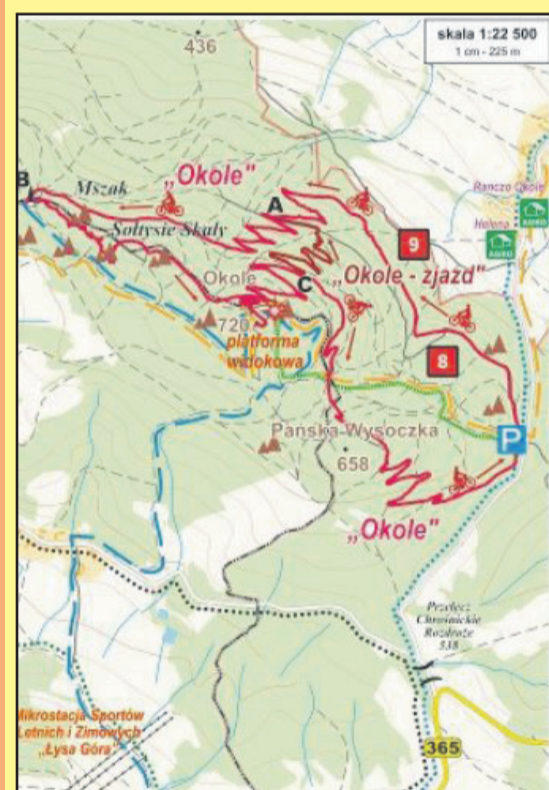 skala 1:22 500
1 cm - 225 m
436
B
Mszak
„Okole"
A
Ranczo Okole
AGRO
Sołtysie Skały
Helena
AGRO
9
Okole
C
„Okole - zjazd"
720
platforma
widokowa
8
Pańska Wysoczka
P
658
„Okole"
Przełęcz
Chrośnickie
Rozdroże
538
Mikrostacja Sportów
Letnich i Zimowych
„Łysa Góra"
365